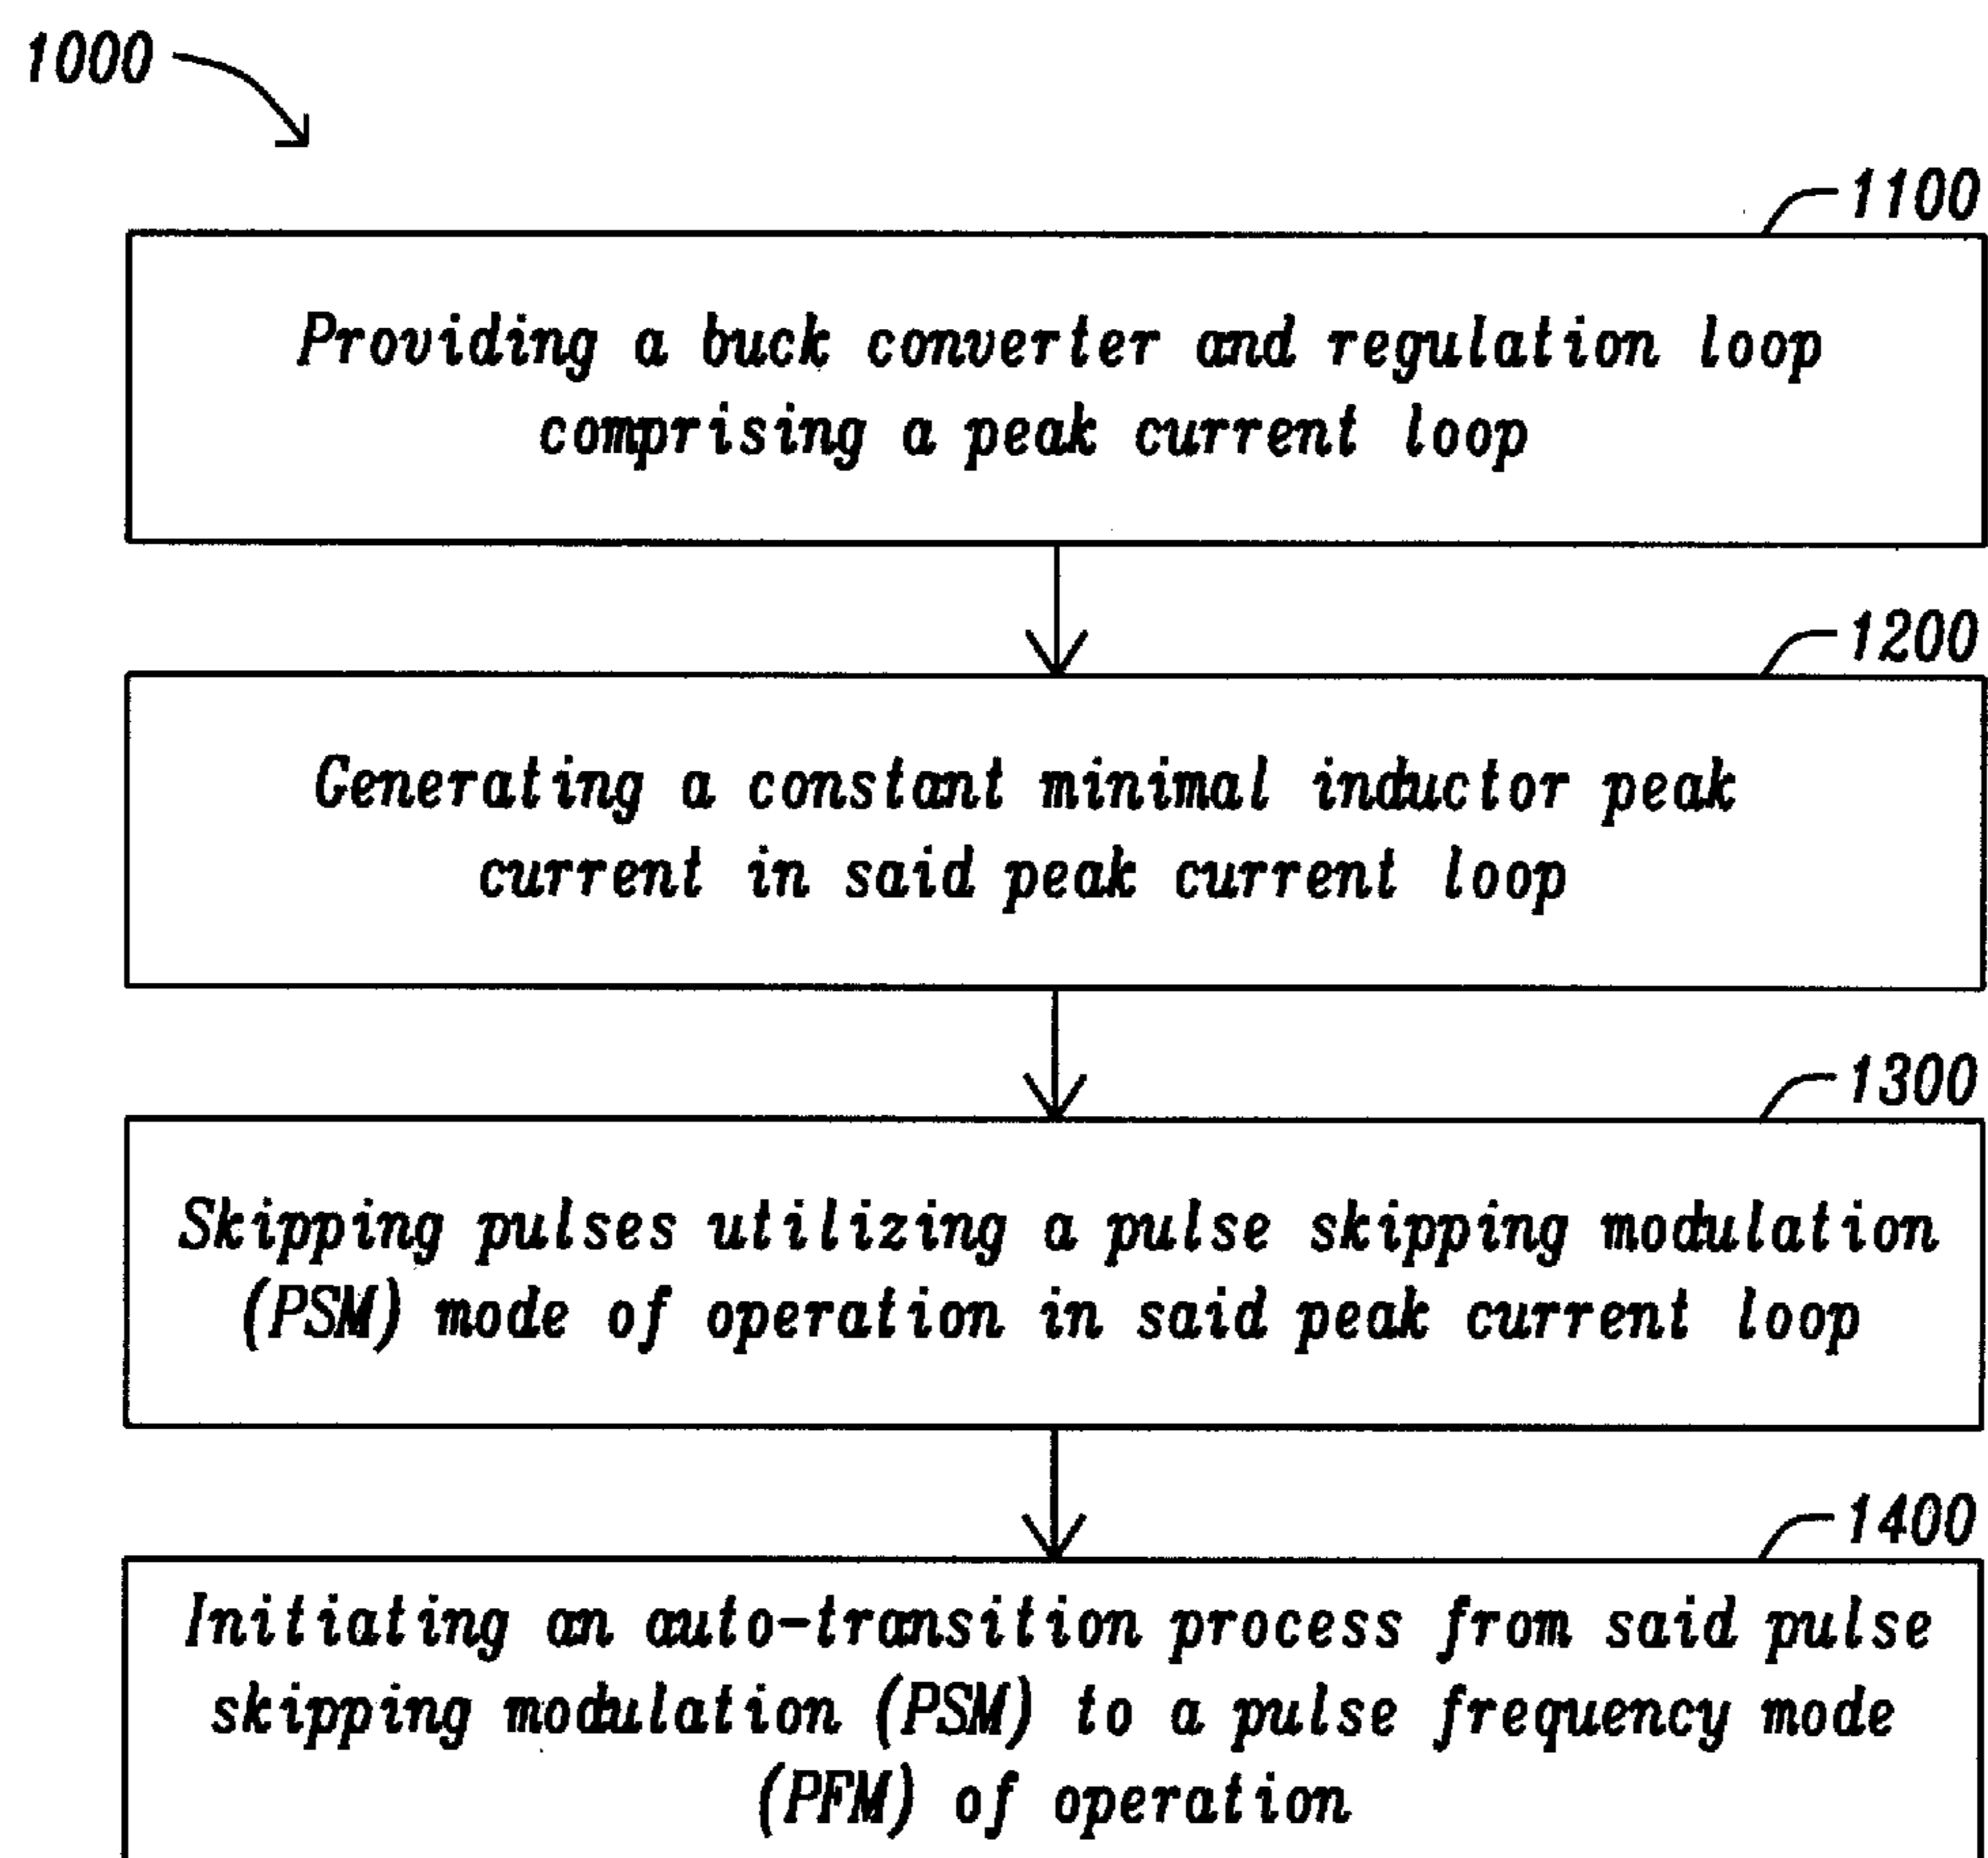 1000
1100
Providing a buck converter and regulation loop
comprising a peak current loop
1200
Generating a constant minimal inductor peak
current in said peak current loop
1300
Skipping pulses utilizing a pulse skipping modulation
(PSM) mode of operation in said peak current loop
1400
Initiating an auto-transition process from said pulse
skipping modulation (PSM) to a pulse frequency mode
(PFM) of operation